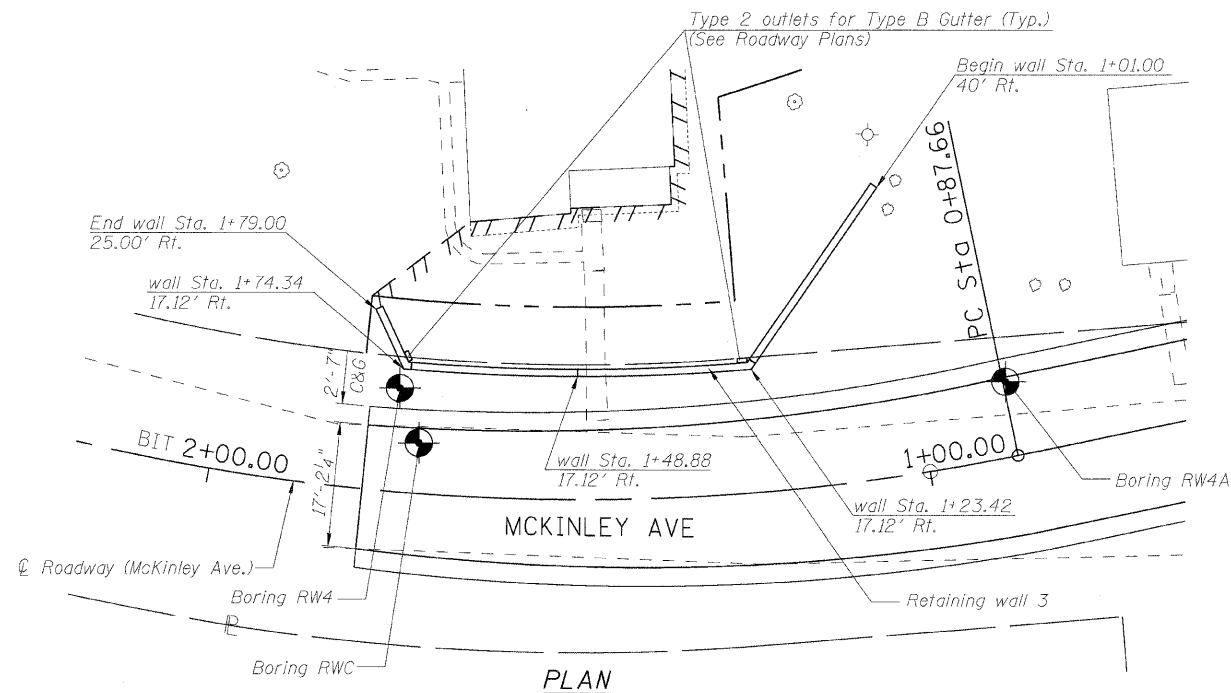 Type 2 outlets for Type B Gutter (Typ.)
(See Roadway Plans)
Begin wall Sta. 1+01.00
40' Rt.
PC Sta 0+87.66
End wall Sta. 1+79.00
25.00' Rt.
wall Sta. 1+74.34
17.12' Rt.
2'-7"
C&G
BIT 2+00.00
17'-2¼"
wall Sta. 1+48.88
17.12' Rt.
1+00.00
Boring RW4A
wall Sta. 1+23.42
17.12' Rt.
MCKINLEY AVE
℄ Roadway (McKinley Ave.)
Boring RW4
Retaining wall 3
PL
Boring RWC
PLAN